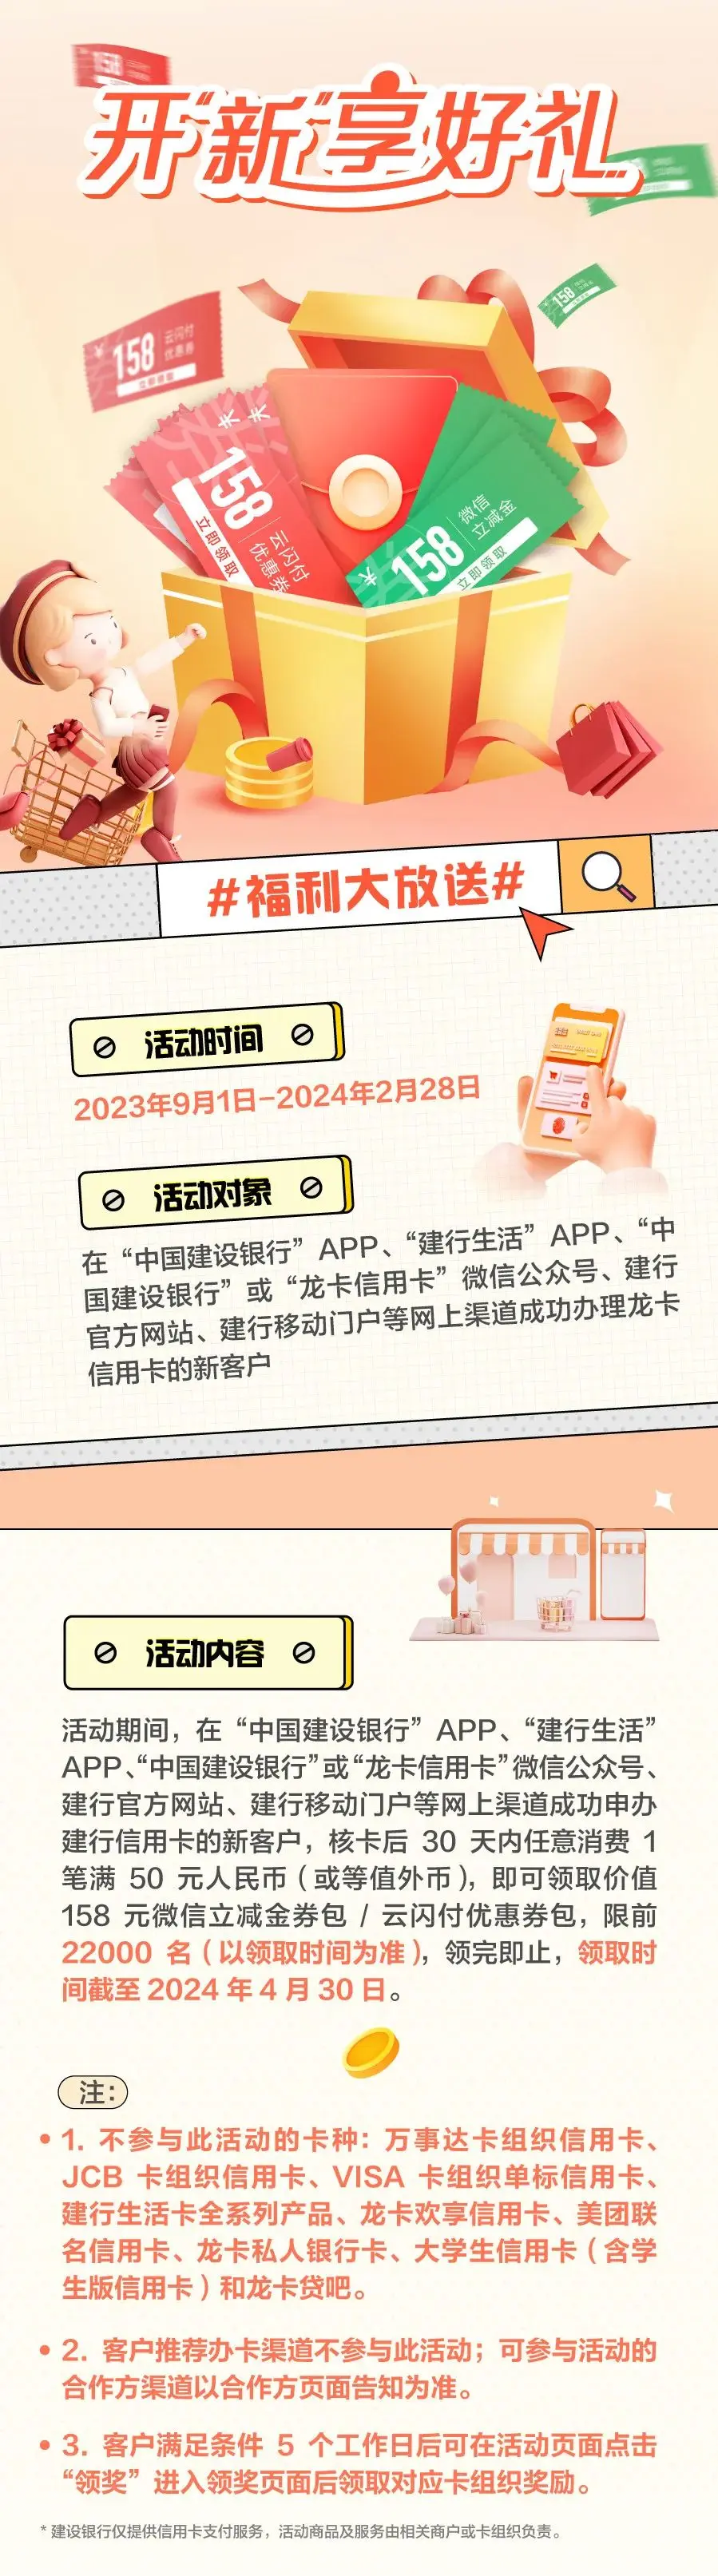 158
开“新”享好礼
158
¥158
云闪付
优惠券
立即领取
158
云闪付
优惠券
立即领取
158
微信
立减金
立即领取
#福利大放送#
活动时间
2023年9月1日-2024年2月28日
活动对象
在“中国建设银行”APP、“建行生活”APP、“中
国建设银行”或“龙卡信用卡”微信公众号、建行
官方网站、建行移动门户等网上渠道成功办理龙卡
信用卡的新客户
活动内容
活动期间，在“中国建设银行”APP、“建行生活”
APP、“中国建设银行”或“龙卡信用卡”微信公众号、
建行官方网站、建行移动门户等网上渠道成功申办
建行信用卡的新客户，核卡后 30 天内任意消费 1
笔满 50 元人民币（或等值外币），即可领取价值
158 元微信立减金券包 / 云闪付优惠券包，限前
22000 名（以领取时间为准），领完即止，领取时
间截至 2024 年 4 月 30 日。
注：
1. 不参与此活动的卡种：万事达卡组织信用卡、
JCB 卡组织信用卡、VISA 卡组织单标信用卡、
建行生活卡全系列产品、龙卡欢享信用卡、美团联
名信用卡、龙卡私人银行卡、大学生信用卡（含学
生版信用卡）和龙卡贷吧。
2. 客户推荐办卡渠道不参与此活动；可参与活动的
合作方渠道以合作方页面告知为准。
3. 客户满足条件 5 个工作日后可在活动页面点击
“领奖”进入领奖页面后领取对应卡组织奖励。
* 建设银行仅提供信用卡支付服务，活动商品及服务由相关商户或卡组织负责。